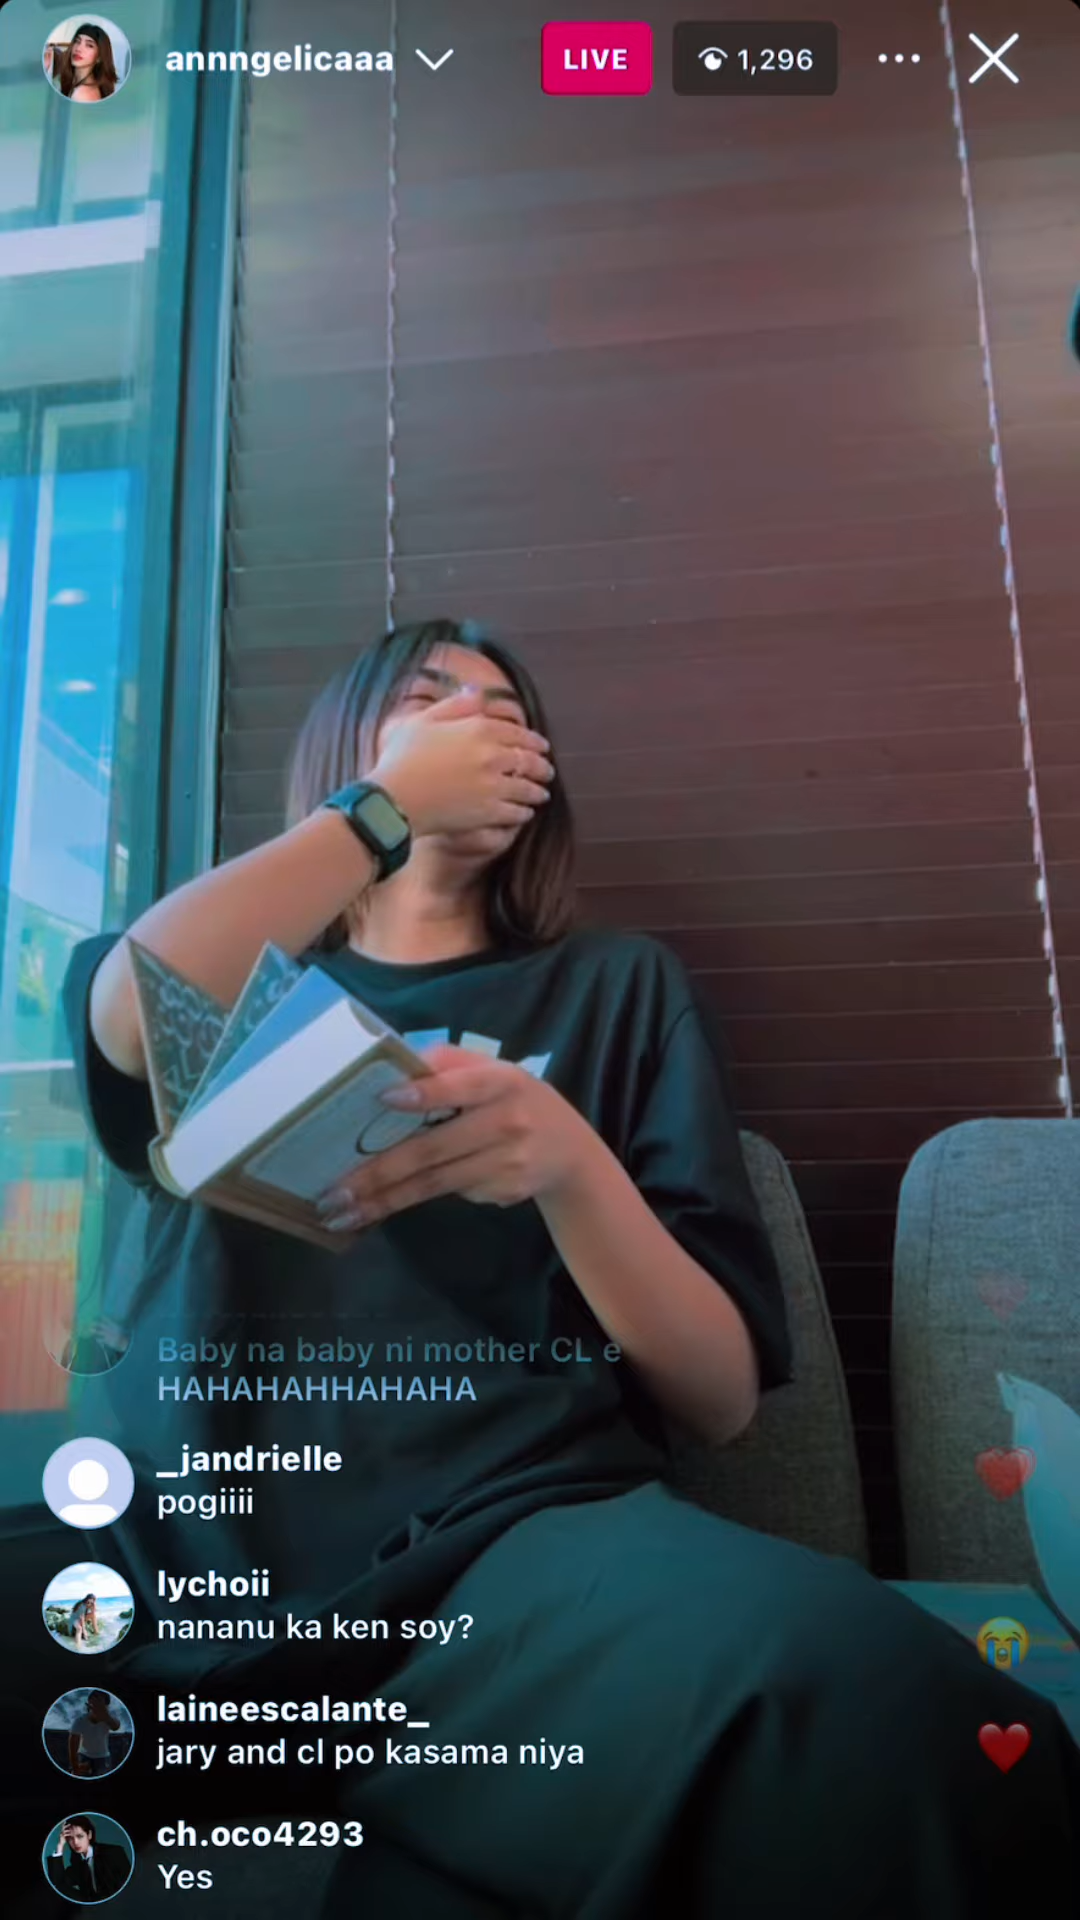 annngelicaaa
LIVE
1,296
Baby na baby ni mother CL e
HAHAHAHHAHAHA
_jandrielle
pogiiii
lychoii
nananu ka ken soy?
laineescalante_
jary and cl po kasama niya
ch.oco4293
Yes